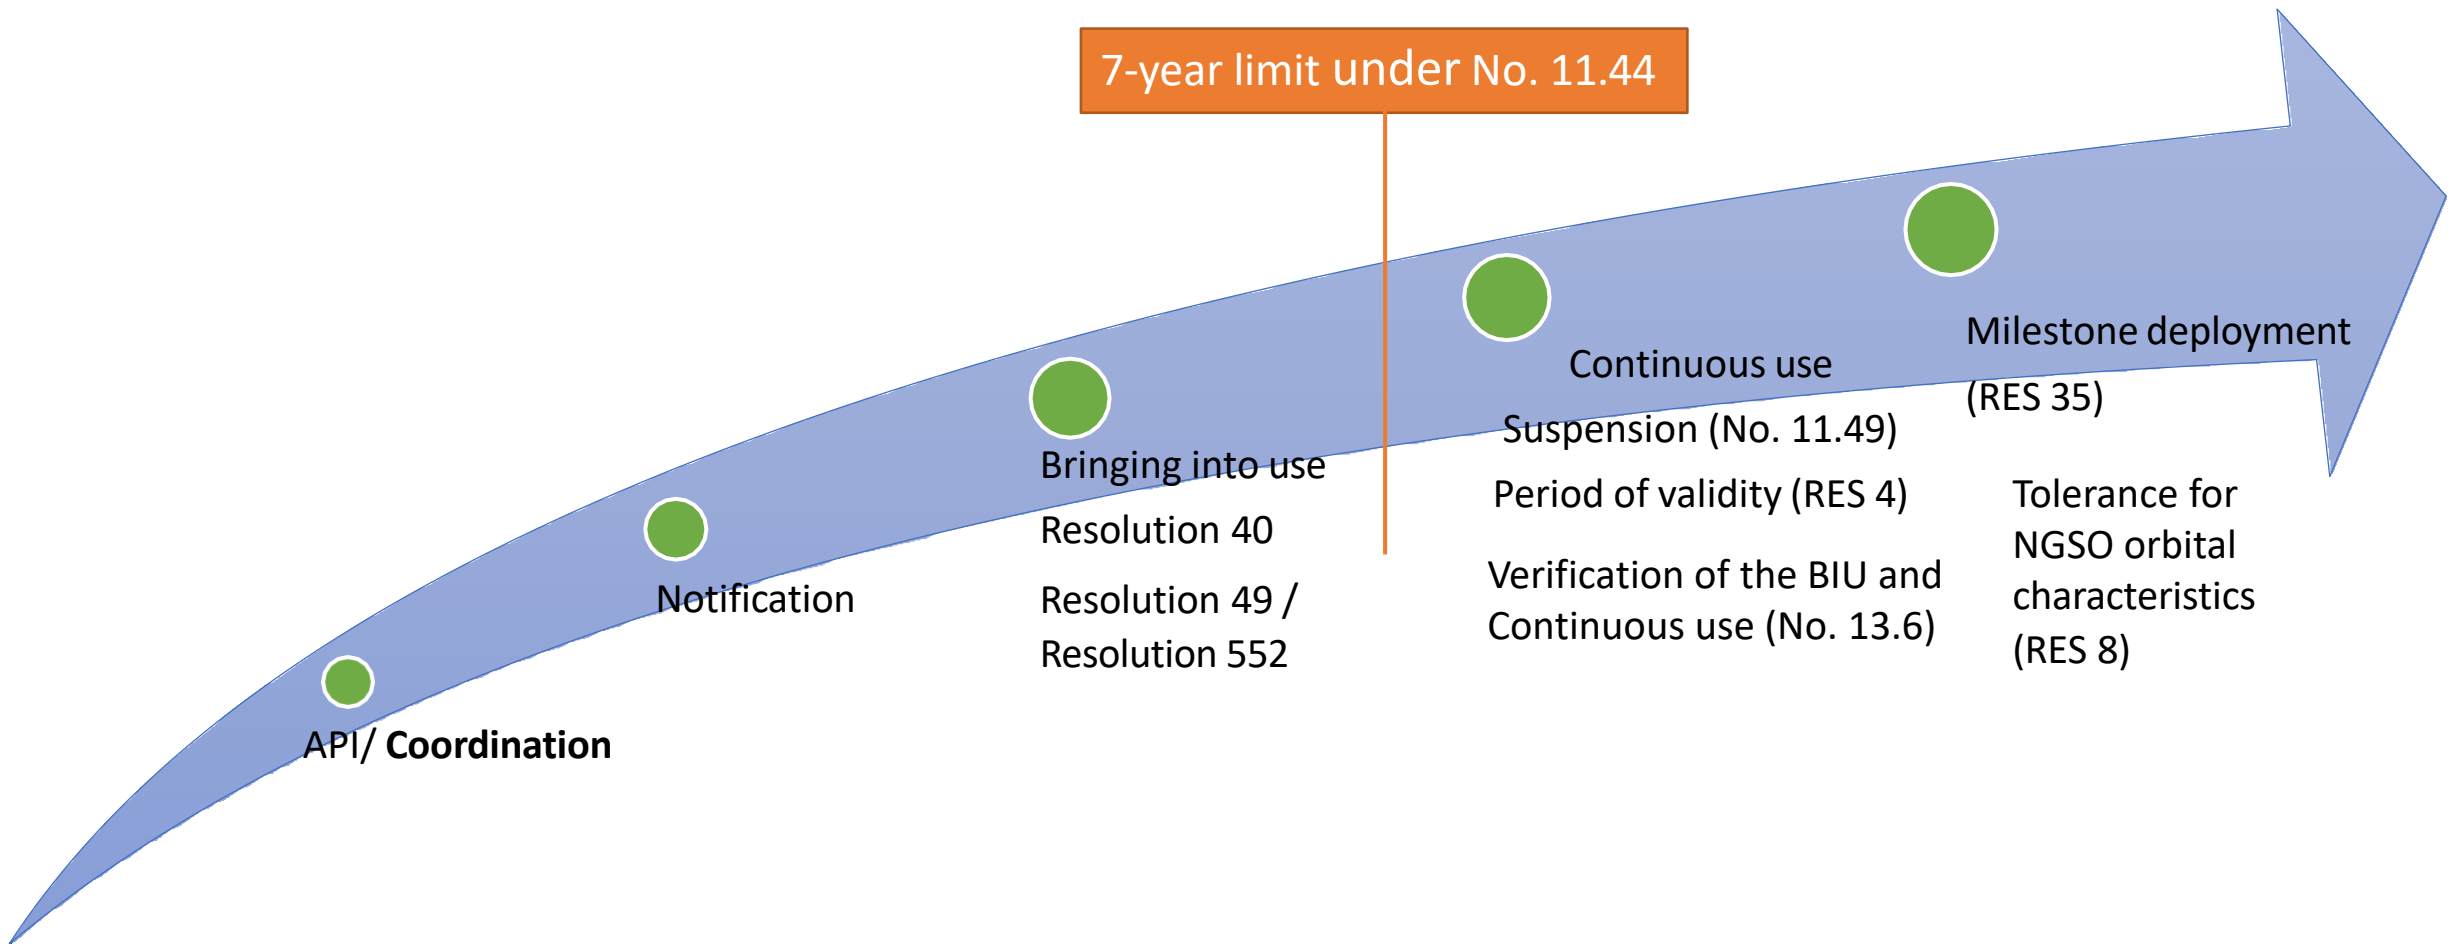 7-year limit under No. 11.44
API/ Coordination
Notification
Bringing into use
Resolution 40
Resolution 49 /
Resolution 552
Continuous use
Suspension (No. 11.49)
Period of validity (RES 4)
Verification of the BIU and
Continuous use (No. 13.6)
Milestone deployment
(RES 35)
Tolerance for
NGSO orbital
characteristics
(RES 8)